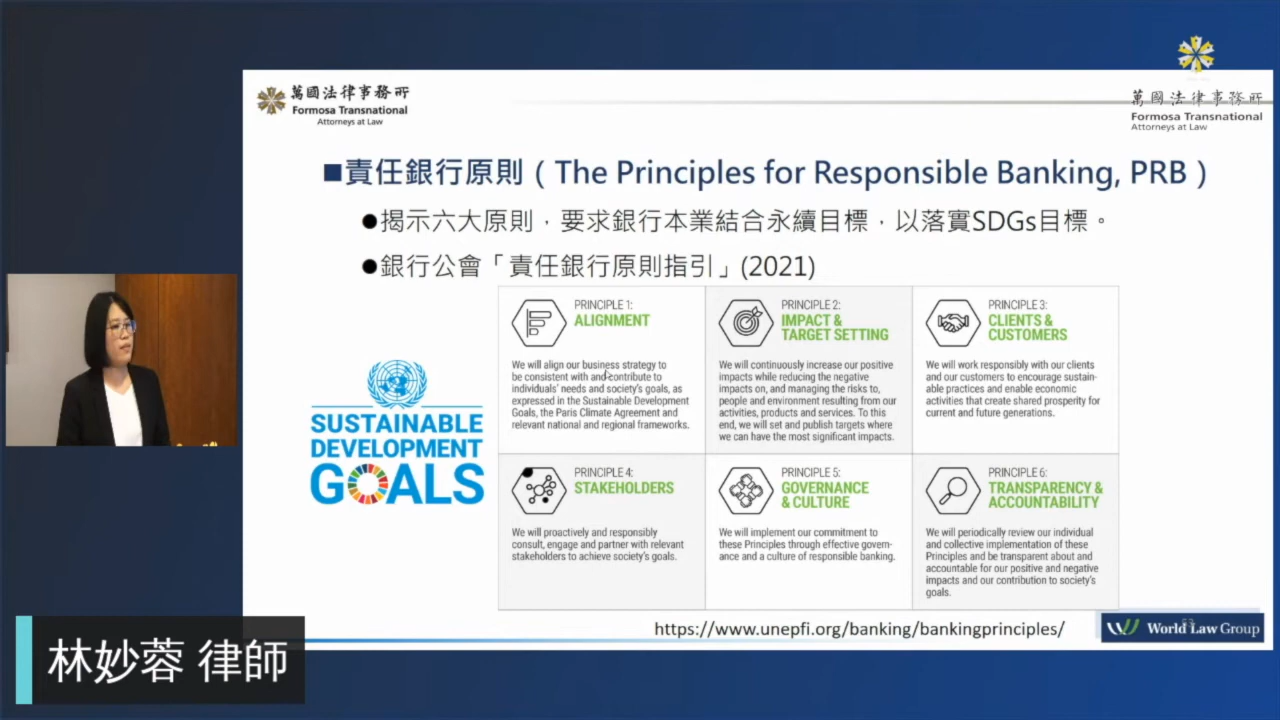 萬國法律事務所
Formosa Transnational
Attorneys at Law
萬國法律事務所
Formosa Transnational
Attorneys at Law
■責任銀行原則（The Principles for Responsible Banking, PRB）
●揭示六大原則，要求銀行本業結合永續目標，以落實SDGs目標。
●銀行公會「責任銀行原則指引」(2021)
SUSTAINABLE
DEVELOPMENT
GOALS
PRINCIPLE 1:
ALIGNMENT
We will align our business strategy to
be consistent with and contribute to
individuals' needs and society's goals, as
expressed in the Sustainable Development
Goals, the Paris Climate Agreement and
relevant national and regional frameworks.
PRINCIPLE 2:
IMPACT &
TARGET SETTING
We will continuously increase our positive
impacts while reducing the negative
impacts on, and managing the risks to,
people and environment resulting from our
activities, products and services. To this
end, we will set and publish targets where
we can have the most significant impacts.
PRINCIPLE 3:
CLIENTS &
CUSTOMERS
We will work responsibly with our clients
and our customers to encourage sustain-
able practices and enable economic
activities that create shared prosperity for
current and future generations.
PRINCIPLE 4:
STAKEHOLDERS
We will proactively and responsibly
consult, engage and partner with relevant
stakeholders to achieve society's goals.
PRINCIPLE 5:
GOVERNANCE
& CULTURE
We will implement our commitment to
these Principles through effective govern-
ance and a culture of responsible banking.
PRINCIPLE 6:
TRANSPARENCY &
ACCOUNTABILITY
We will periodically review our individual
and collective implementation of these
Principles and be transparent about and
accountable for our positive and negative
impacts and our contribution to society's
goals.
https://www.unepfi.org/banking/bankingprinciples/
World Law Group
林妙蓉 律師